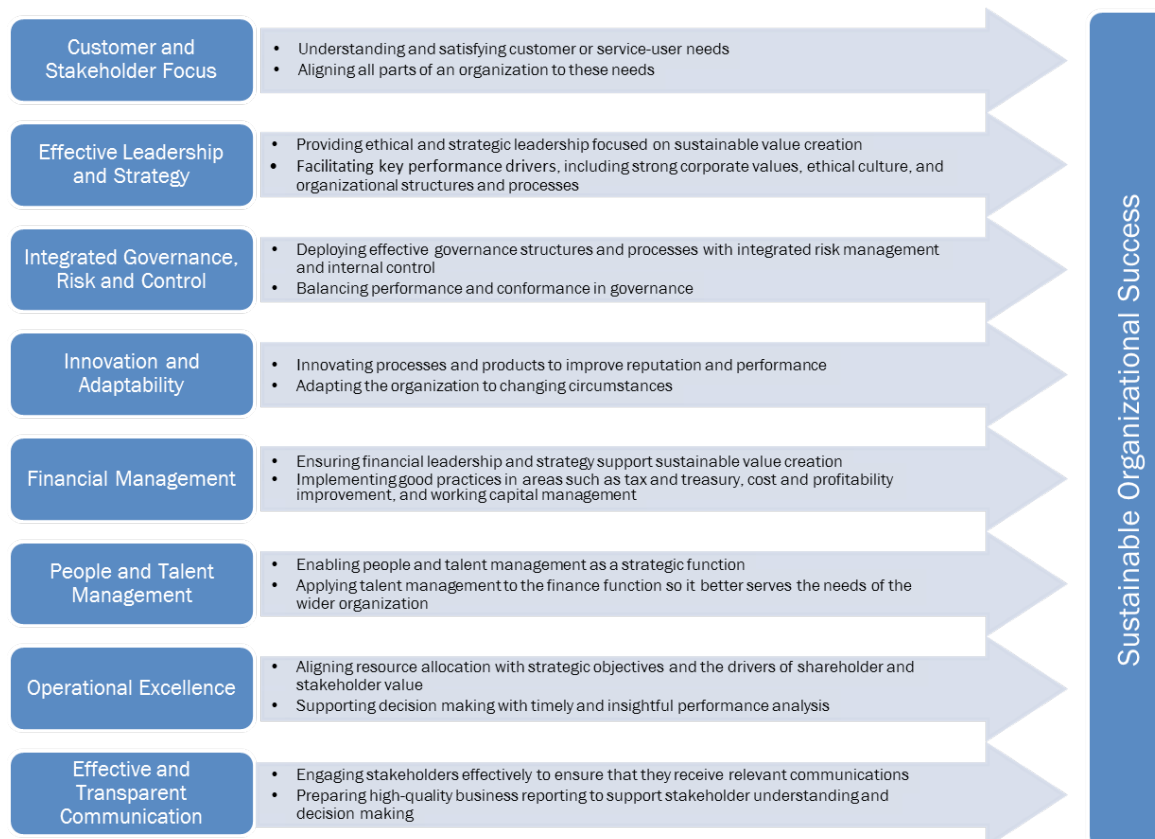 Customer and
Stakeholder Focus
• Understanding and satisfying customer or service-user needs
• Aligning all parts of an organization to these needs
Effective Leadership
and Strategy
• Providing ethical and strategic leadership focused on sustainable value creation
• Facilitating key performance drivers, including strong corporate values, ethical culture, and
organizational structures and processes
Integrated Governance,
Risk and Control
• Deploying effective governance structures and processes with integrated risk management
and internal control
• Balancing performance and conformance in governance
Innovation and
Adaptability
• Innovating processes and products to improve reputation and performance
• Adapting the organization to changing circumstances
Financial Management
• Ensuring financial leadership and strategy support sustainable value creation
• Implementing good practices in areas such as tax and treasury, cost and profitability
improvement, and working capital management
People and Talent
Management
• Enabling people and talent management as a strategic function
• Applying talent management to the finance function so it better serves the needs of the
wider organization
Operational Excellence
• Aligning resource allocation with strategic objectives and the drivers of shareholder and
stakeholder value
• Supporting decision making with timely and insightful performance analysis
Effective and
Transparent
Communication
• Engaging stakeholders effectively to ensure that they receive relevant communications
• Preparing high-quality business reporting to support stakeholder understanding and
decision making
Sustainable Organizational Success